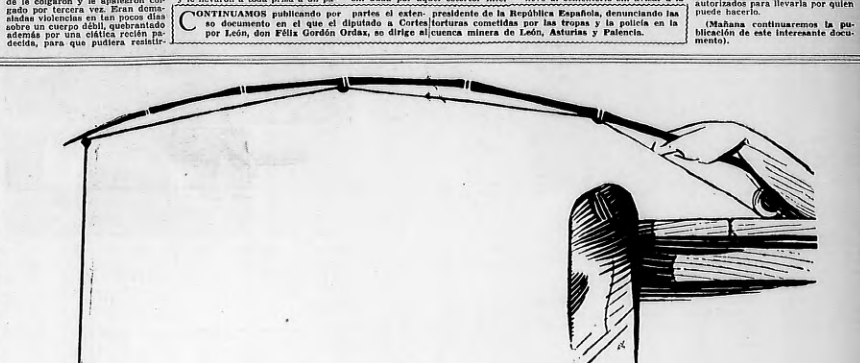 de le colgaron y le apalearon col-
gado por tercera vez. Eran dema-
siadas violencias en tan pocos días
sobre un cuerpo débil, quebrantado
además por una ciática recién pa-
decida, para que pudiera resistir-
CONTINUAMOS publicando por
so documento en el que el diputado a Cortes
por León, don Félix Gordón Ordax, se dirige al
partes el exten-
presidente de la República Española, denunciando las
torturas cometidas por las tropas y la policía en la
cuenca minera de León, Asturias y Palencia.
autorizados para llevarla por quien
puede hacerlo.
(Mañana continuaremos la pu-
blicación de este interesante docu-
mento).